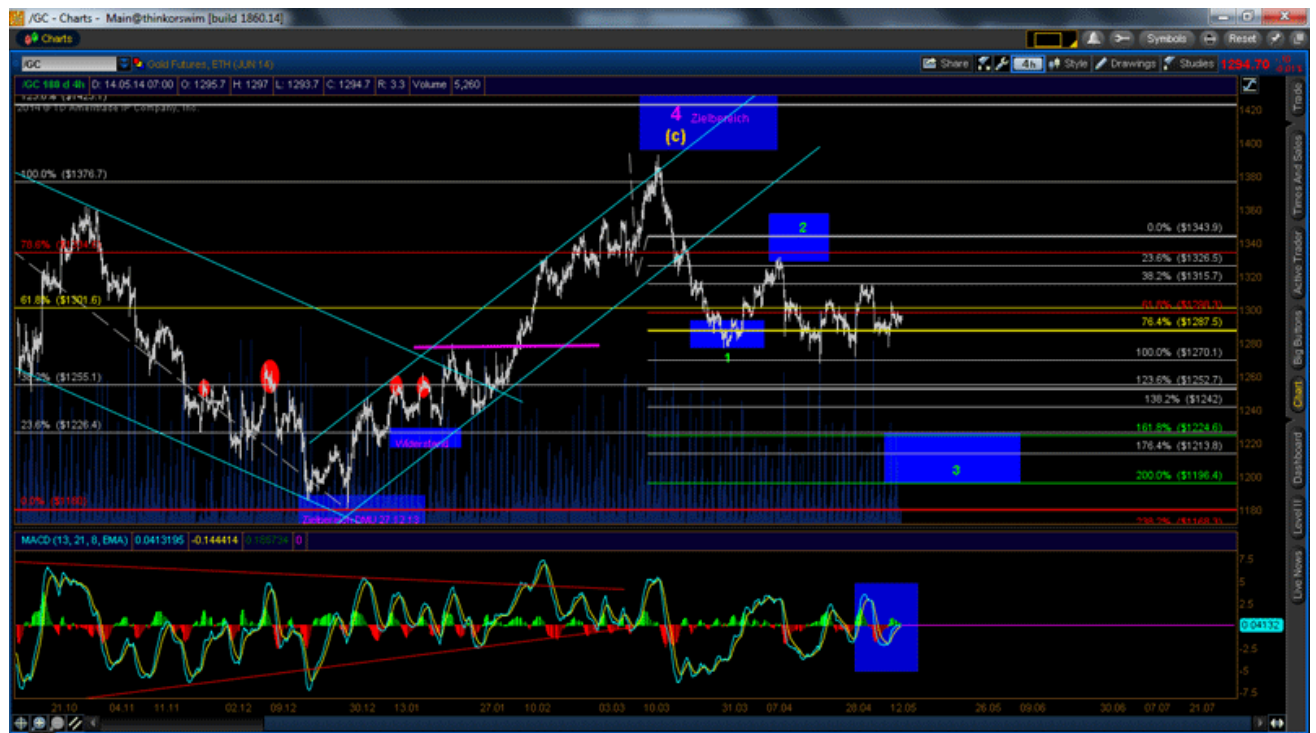 /GC - Charts - Main@thinkorswim [build 1860.14]
Charts
Symbols
Reset
/GC
Gold Futures, ETH (JUN 14)
Share
4h
Style
Drawings
Studies
1294.70
/GC 188 d 4h
D: 14.05.14 07:00
O: 1295.7
H: 1297
L: 1293.7
C: 1294.7
R: 3.3
Volume
5,260
4
Zielbereich
(c)
1420
1400
100.0% ($1376.7)
1380
1360
0.0% ($1343.9)
2
78.6%
1340
23.6% ($1326.5)
38.2% ($1315.7)
1320
61.8% ($1301.6)
61.8%
1300
76.4% ($1287.5)
1280
100.0% ($1270.1)
1
38.2% ($1255.1)
1260
123.6% ($1252.7)
138.2% ($1242)
1240
23.6% ($1226.4)
161.8% ($1224.6)
Widerstand
1220
176.4% ($1213.8)
3
200.0% ($1196.4)
1200
0.0% ($1180)
1180
MACD (13, 21, 8, EMA)
0.0413195
-0.144414
0
7.5
5
2.5
0.04132
-2.5
-5
-7.5
21.10
04.11
11.11
02.12
09.12
30.12
13.01
27.01
10.02
03.03
10.03
31.03
07.04
28.04
12.05
26.05
09.06
30.06
07.07
21.07
Trade
Times And Sales
Active Trader
Big Buttons
Chart
Dashboard
Level II
Live News